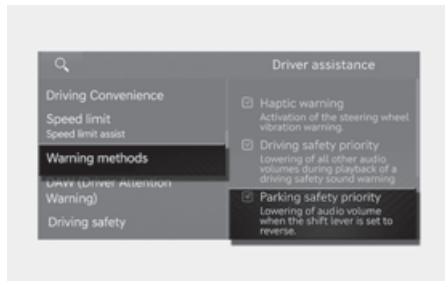 Driver assistance
Driving Convenience
Speed limit
Speed limit assist
Warning methods
DAW (Driver Attention
Warning)
Driving safety
Haptic warning
Activation of the steering wheel
vibration warning.
Driving safety priority
Lowering of all other audio
volumes during playback of a
driving safety sound warning
Parking safety priority
Lowering of audio volume
when the shift lever is set to
reverse.